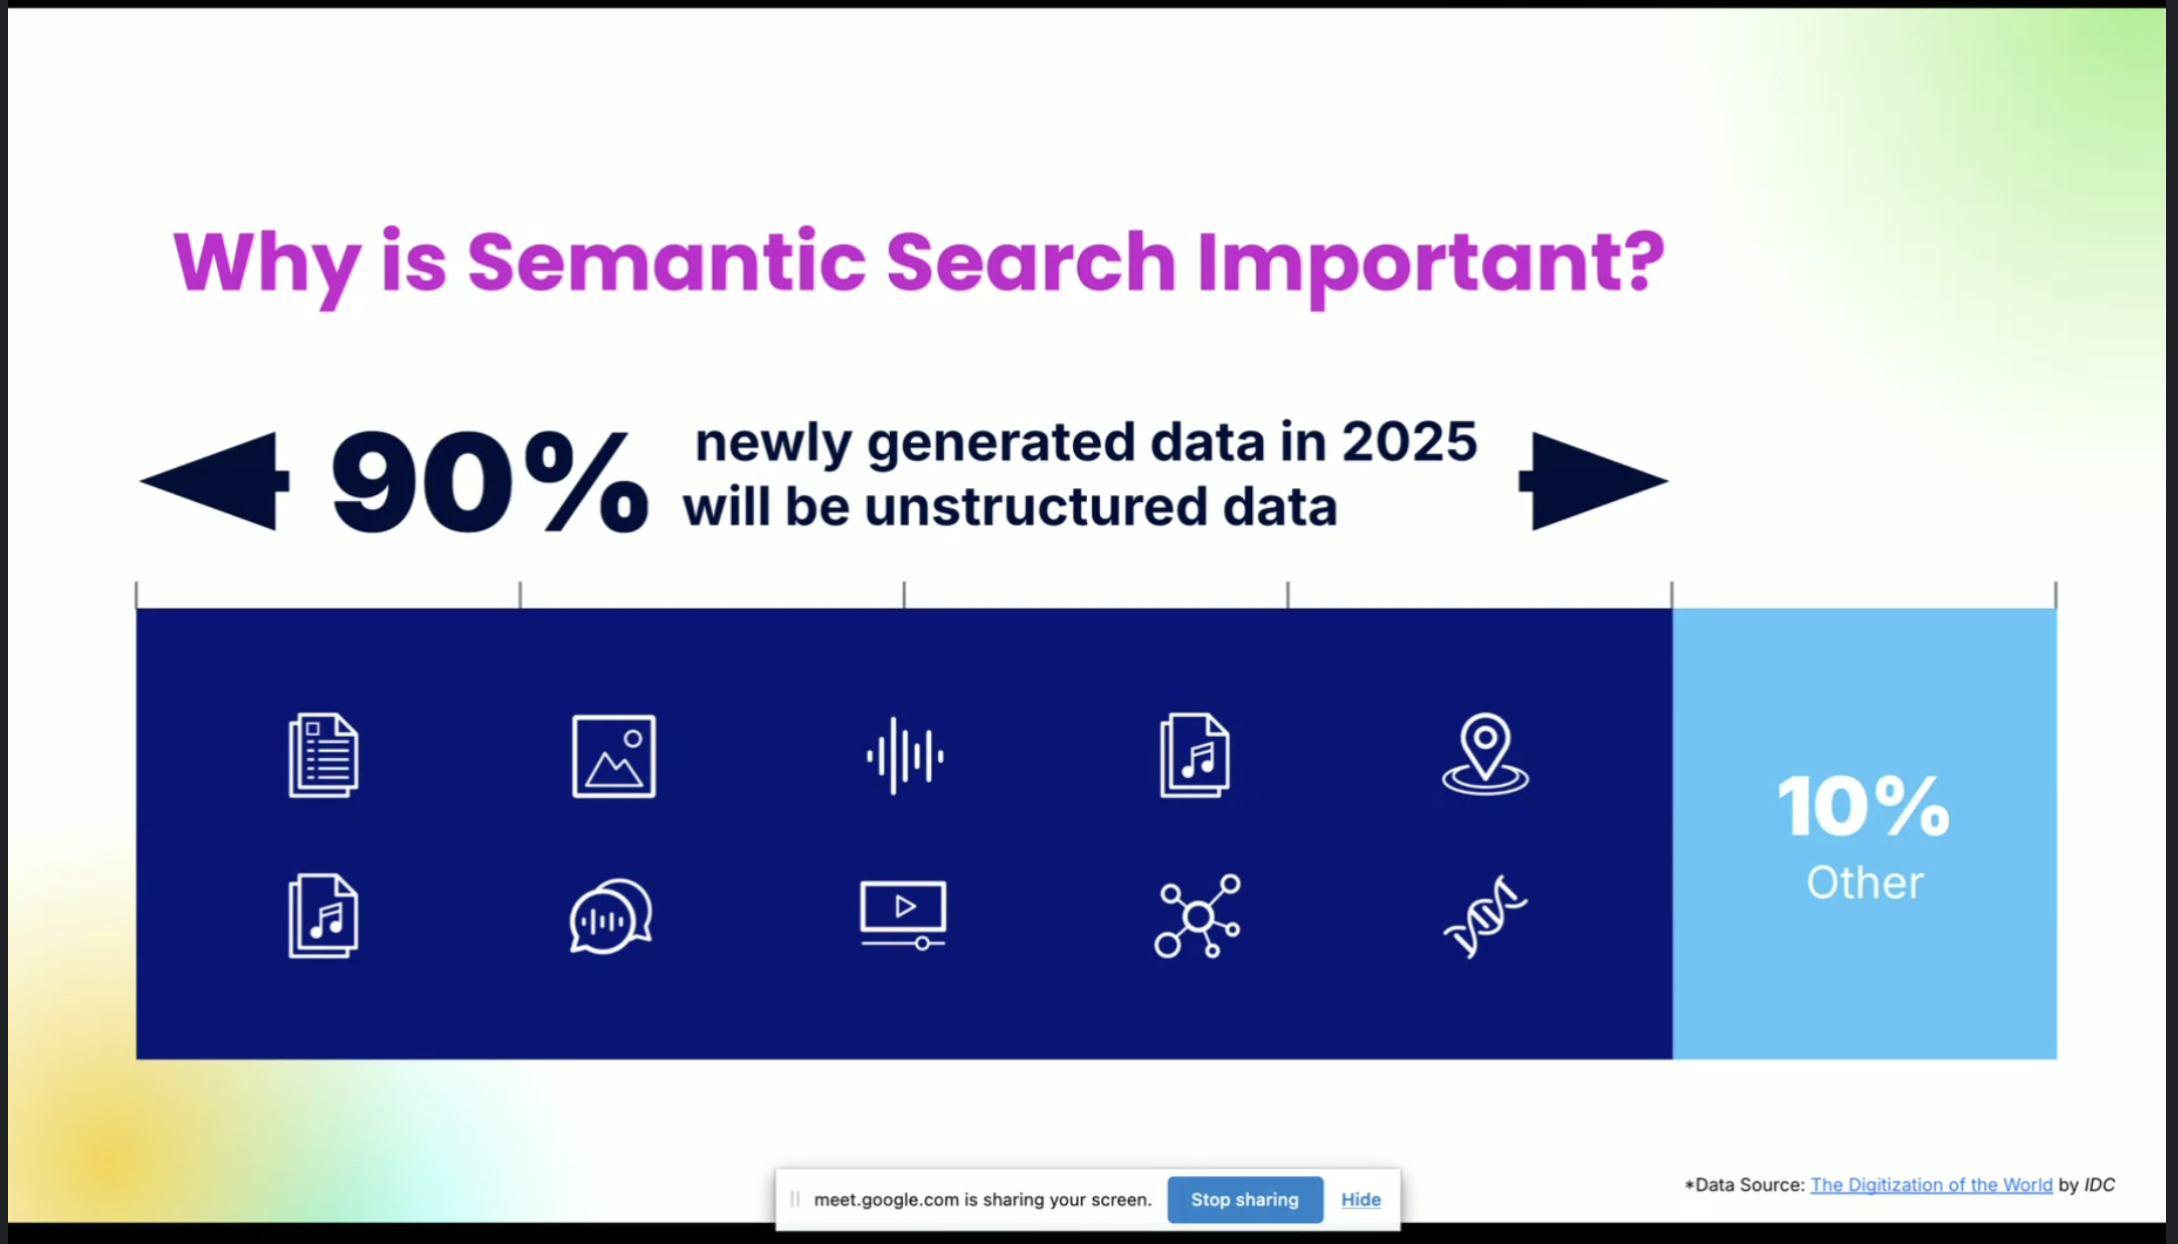 Why is Semantic Search Important?
90%
newly generated data in 2025
will be unstructured data
10%
Other
*Data Source: The Digitization of the World by IDC
meet.google.com is sharing your screen. Stop sharing Hide